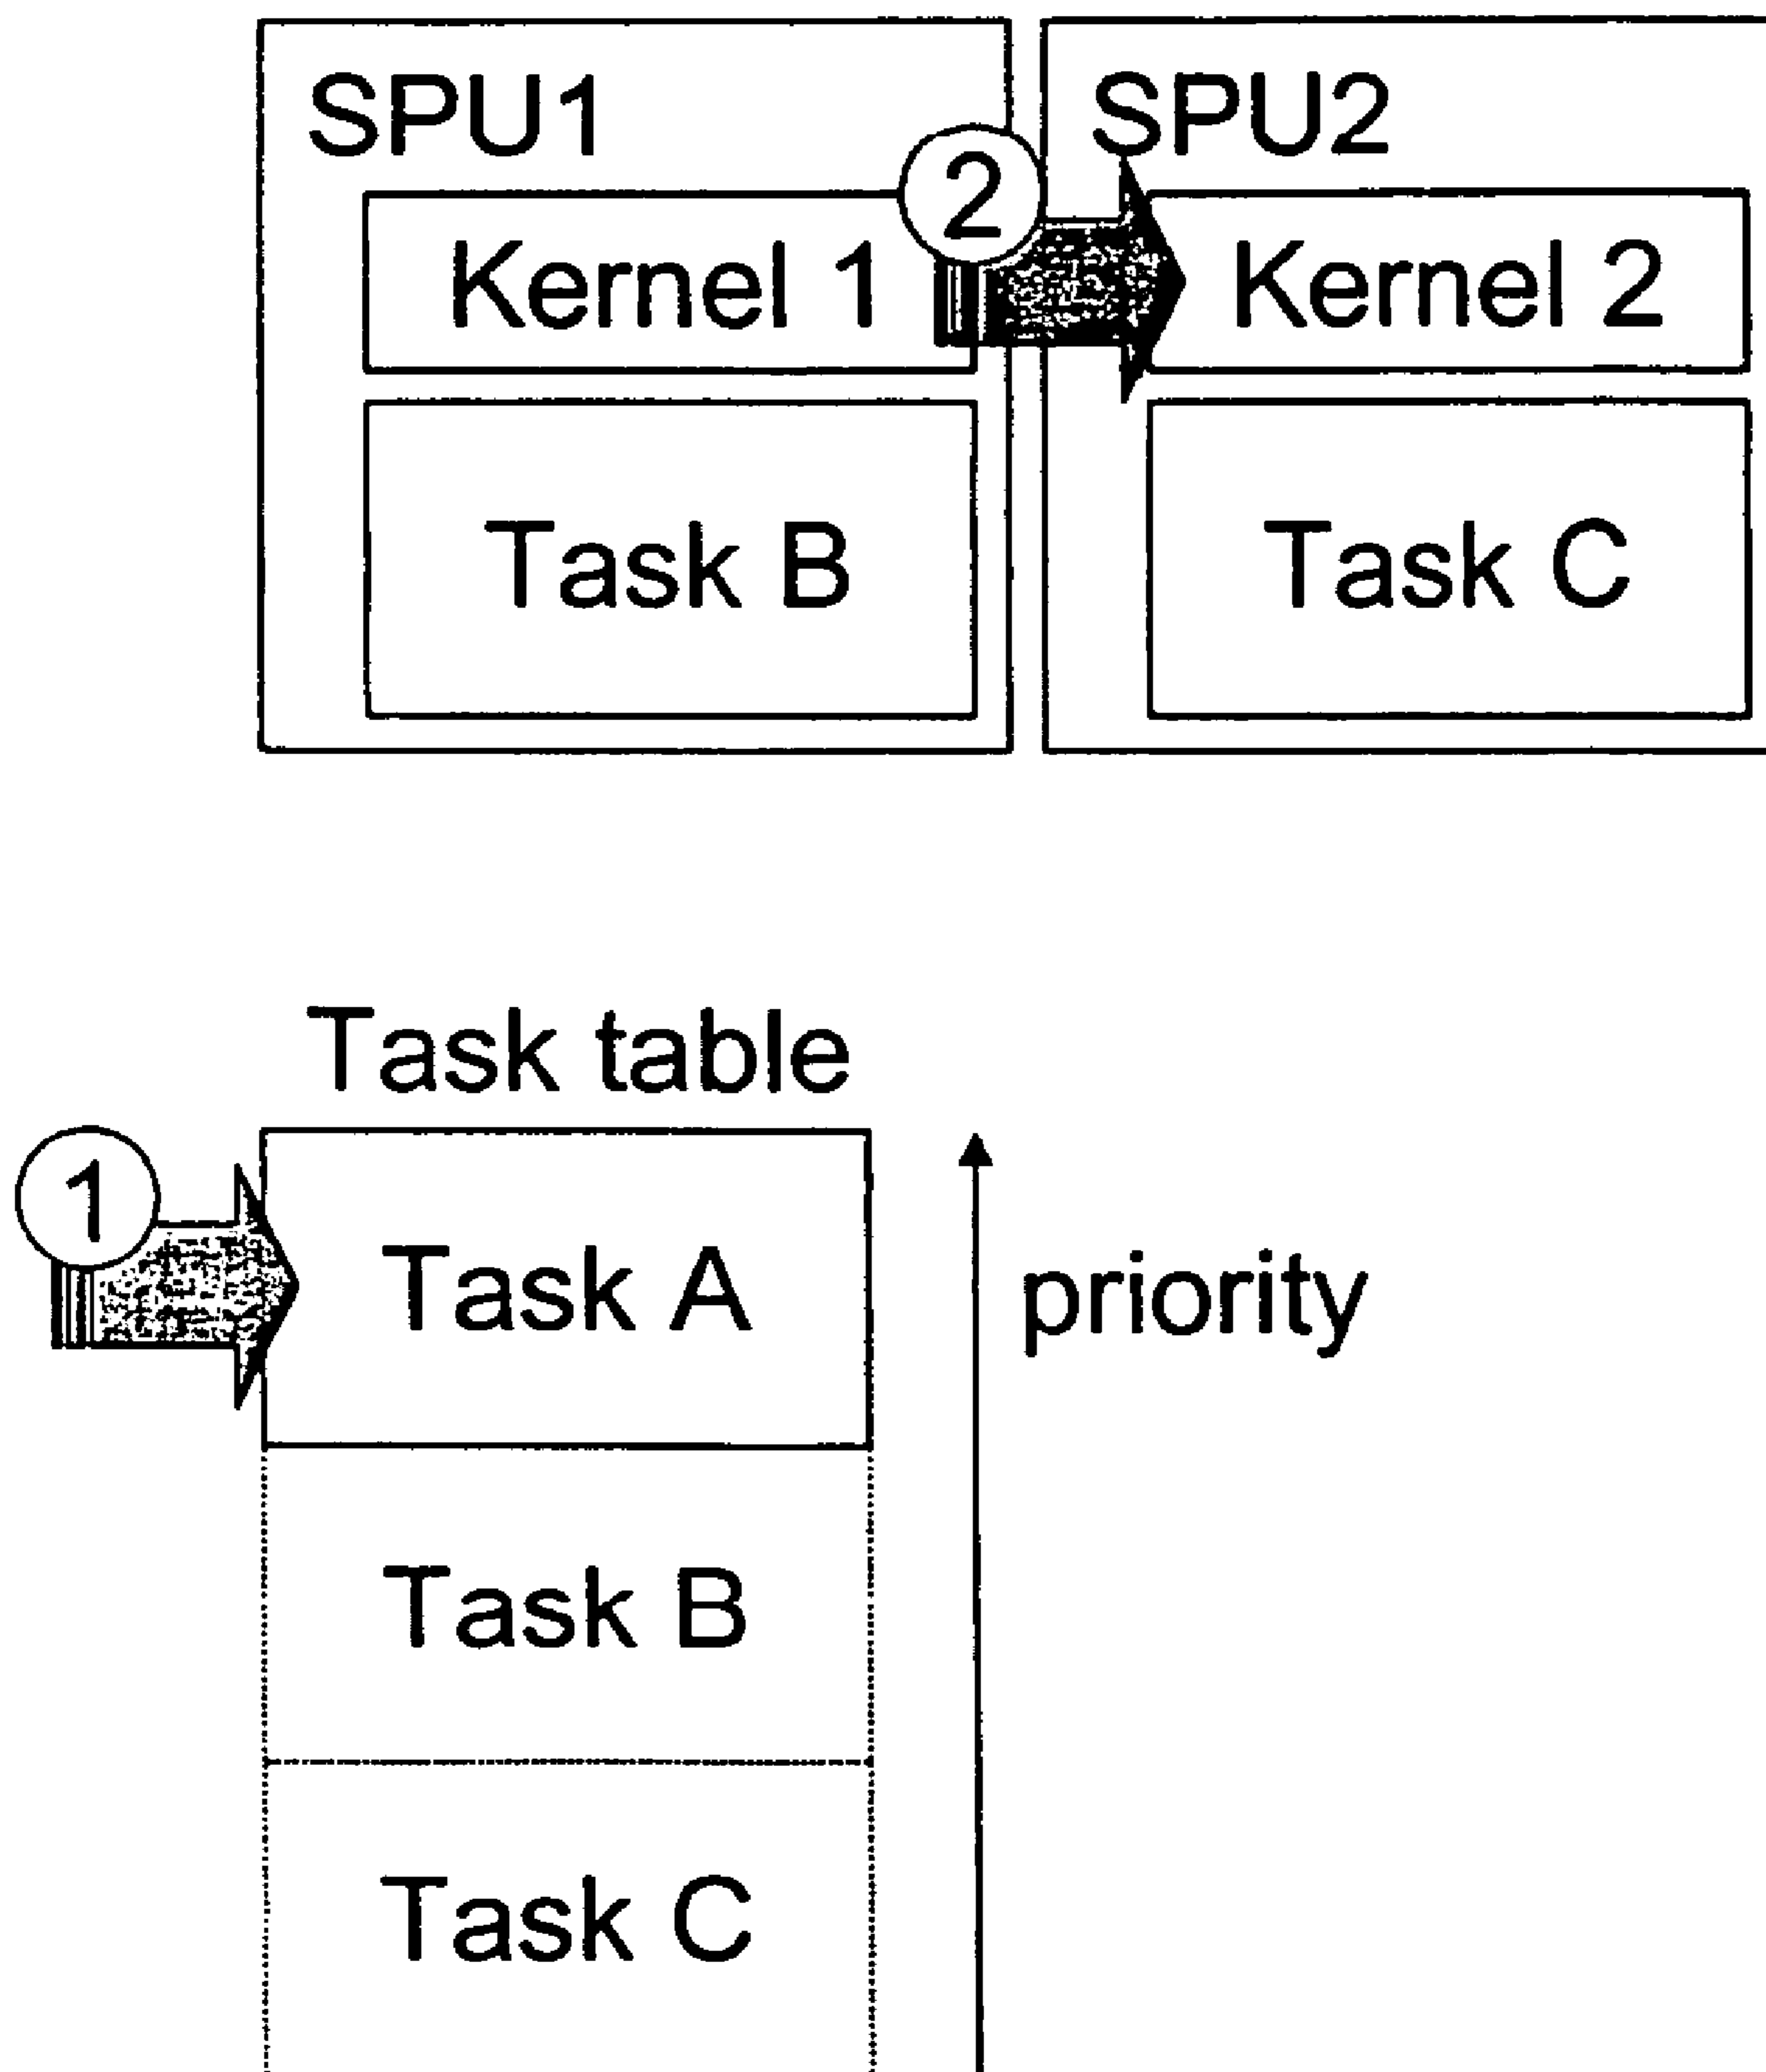 SPU1
SPU2
2
Kernel 1
Kernel 2
Task B
Task C
Task table
1
Task A
priority
Task B
Task C